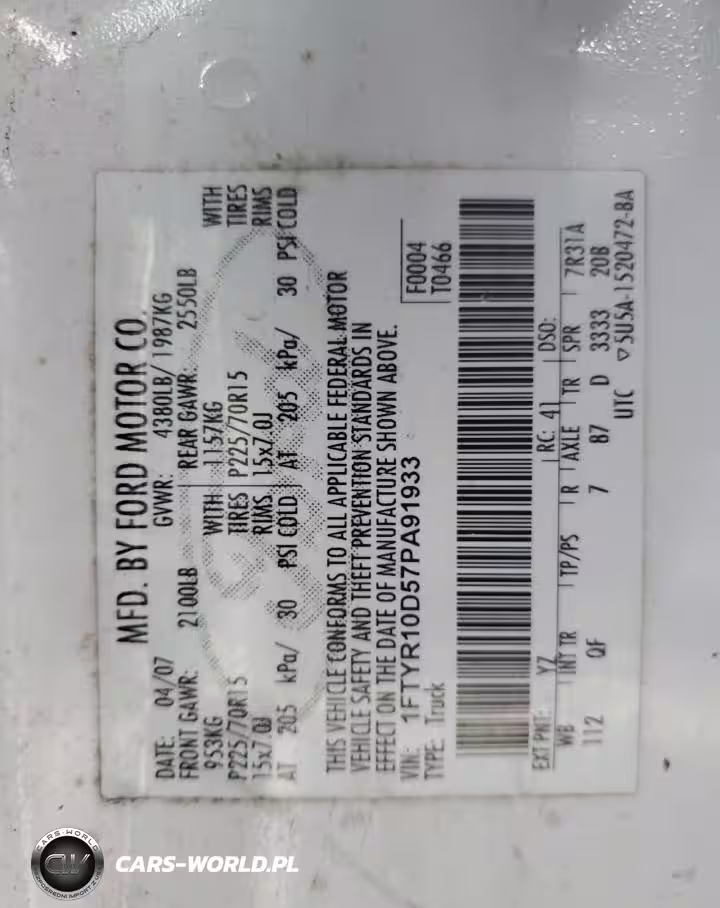 MFD. BY FORD MOTOR CO.
DATE: 04/07 GVWR: 4380LB/ 1987KG
FRONT GAWR: 2100LB REAR GAWR: 2550LB
953KG WITH 1157KG WITH
P225/70R15 TIRES P225/70R15 TIRES
15x7.0J RIMS 15x7.0J RIMS
AT 205 kPa/ 30 PSI COLD AT 205 kPa/ 30 PSI COLD
THIS VEHICLE CONFORMS TO ALL APPLICABLE FEDERAL MOTOR
VEHICLE SAFETY AND THEFT PREVENTION STANDARDS IN
EFFECT ON THE DATE OF MANUFACTURE SHOWN ABOVE.
VIN: 1FTYR10D57PA91933 F0004
TYPE: Truck T0466
EXT PNT: YZ RC: 41 DSO:
WB INT TR TP/PS R AXLE TR SPR 7R31A
112 QF 7 87 D 3333 20B
UTC ▽5U5A-1520472-BA
CARS-WORLD
CW
CARS-WORLD.PL